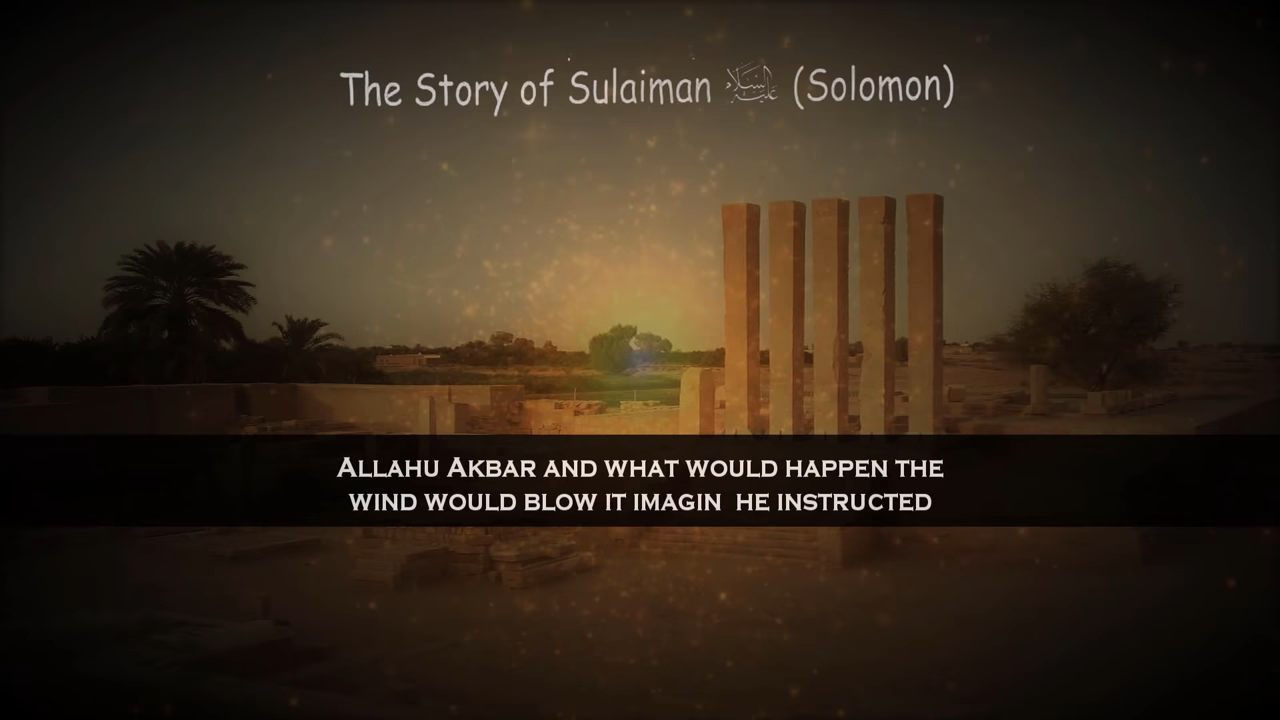 The Story of Sulaiman عليه السلام (Solomon)
ALLAHU AKBAR AND WHAT WOULD HAPPEN THE
WIND WOULD BLOW IT IMAGIN HE INSTRUCTED